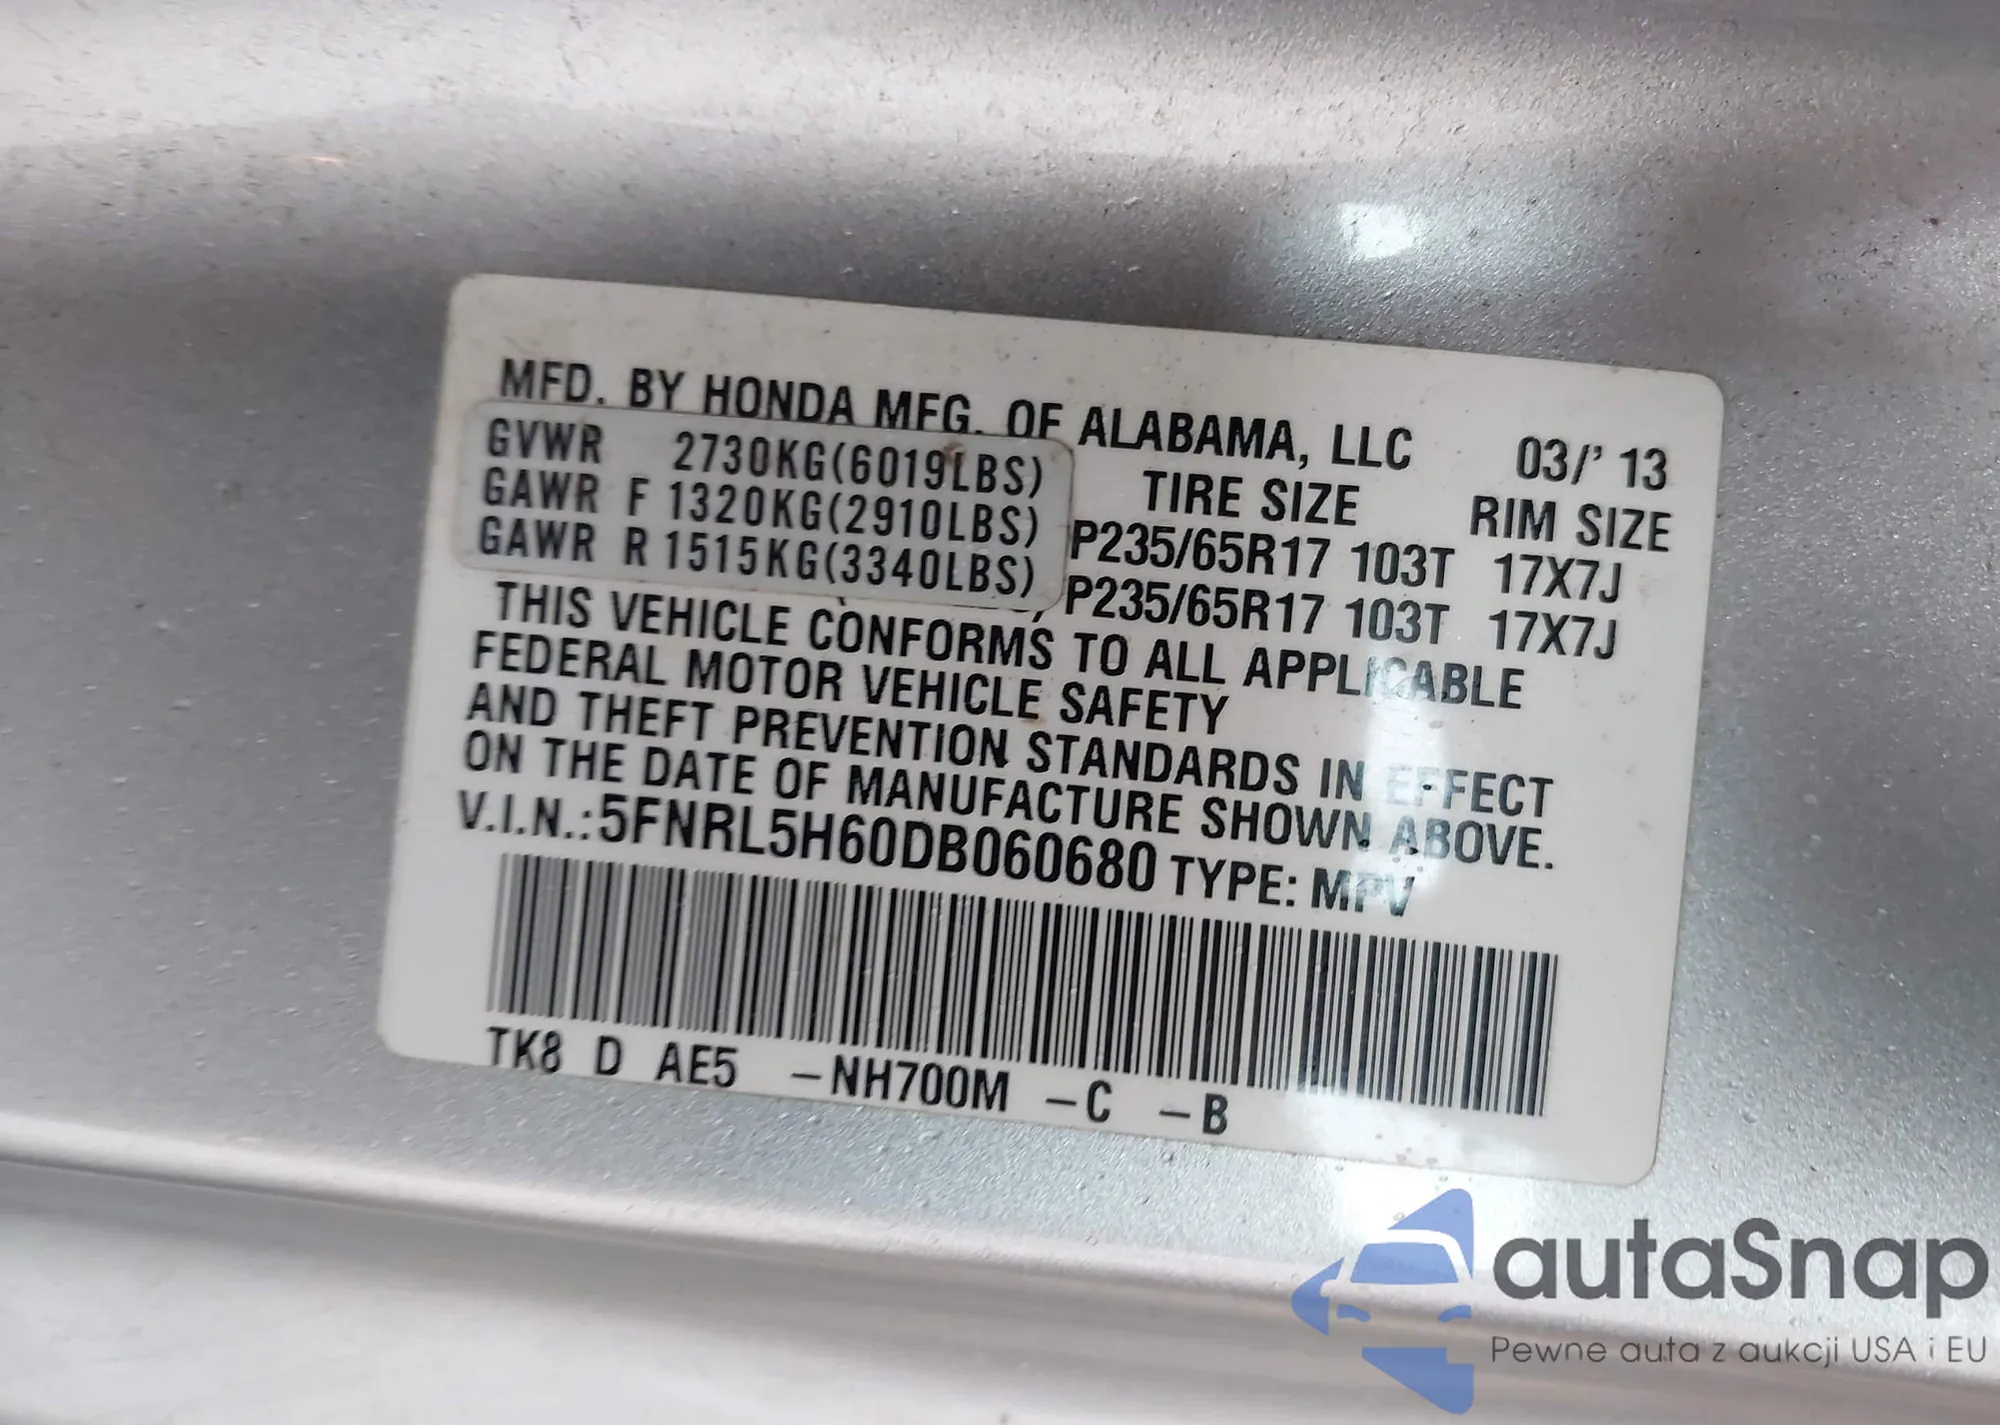 MFD. BY HONDA MFG. OF ALABAMA, LLC 03/' 13
TIRE SIZE RIM SIZE
GVWR 2730KG(6019LBS)
GAWR F 1320KG(2910LBS) P235/65R17 103T 17X7J
GAWR R 1515KG(3340LBS) P235/65R17 103T 17X7J
THIS VEHICLE CONFORMS TO ALL APPLICABLE
FEDERAL MOTOR VEHICLE SAFETY
AND THEFT PREVENTION STANDARDS IN EFFECT
ON THE DATE OF MANUFACTURE SHOWN ABOVE.
V.I.N.:5FNRL5H60DB060680 TYPE: MPV
TK8 D AE5 –NH700M –C –B
autaSnap
Pewne auta z aukcji USA i EU